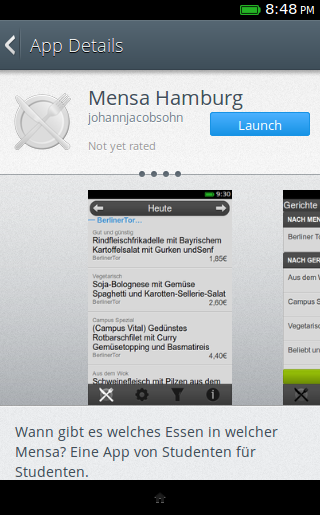 8:48 PM
App Details
Mensa Hamburg
johannjacobsohn
Launch
Not yet rated
9:30
Heute
BerlinerTor...
Gut und günstig
Rindfleischfrikadelle mit Bayrischem
Kartoffelsalat mit Gurken undSenf
BerlinerTor 1,85€
Vegetarisch
Soja-Bolognese mit Gemüse
Spaghetti und Karotten-Sellerie-Salat
BerlinerTor 2,60€
Campus Spezial
(Campus Vital) Gedünstetes
Rotbarschfilet mit Curry
Gemüsetopping und Basmatireis
BerlinerTor 4,40€
Aus dem Wok
Schweinefleisch mit Pilzen aus dem
Gerichte
NACH MEN
Berliner T
NACH GER
Aus dem W
Campus S
Vegetaris
Beliebt un
Wann gibt es welches Essen in welcher
Mensa? Eine App von Studenten für
Studenten.